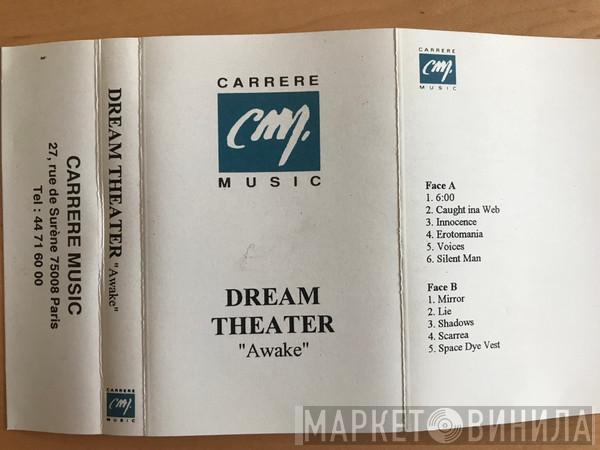 CARRERE MUSIC
27, rue de Surène 75008 Paris
Tel : 44 71 60 00
DREAM THEATER "Awake"
CARRERE
CM.
MUSIC
CARRERE
CM.
MUSIC
DREAM
THEATER
"Awake"
CARRERE
CM.
MUSIC
Face A
1. 6:00
2. Caught ina Web
3. Innocence
4. Erotomania
5. Voices
6. Silent Man
Face B
1. Mirror
2. Lie
3. Shadows
4. Scarrea
5. Space Dye Vest
МАРКЕТ ВИНИЛА